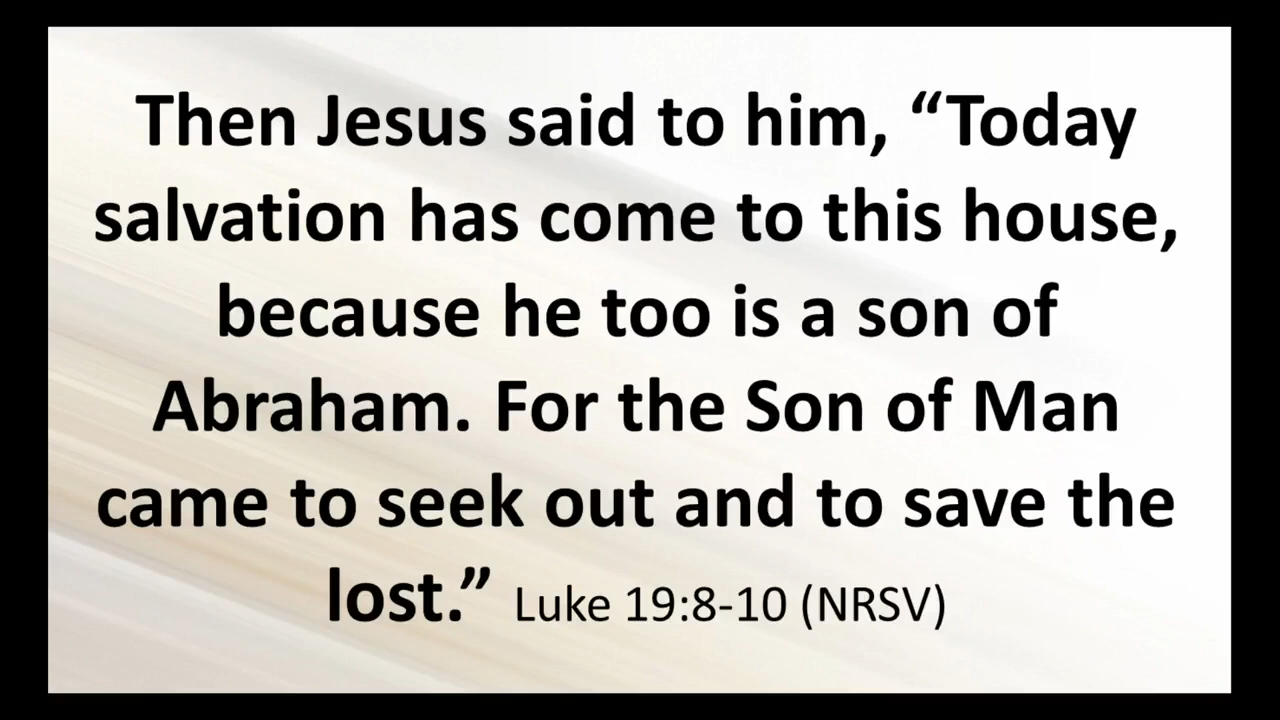 Then Jesus said to him, “Today
salvation has come to this house,
because he too is a son of
Abraham. For the Son of Man
came to seek out and to save the
lost.” Luke 19:8-10 (NRSV)